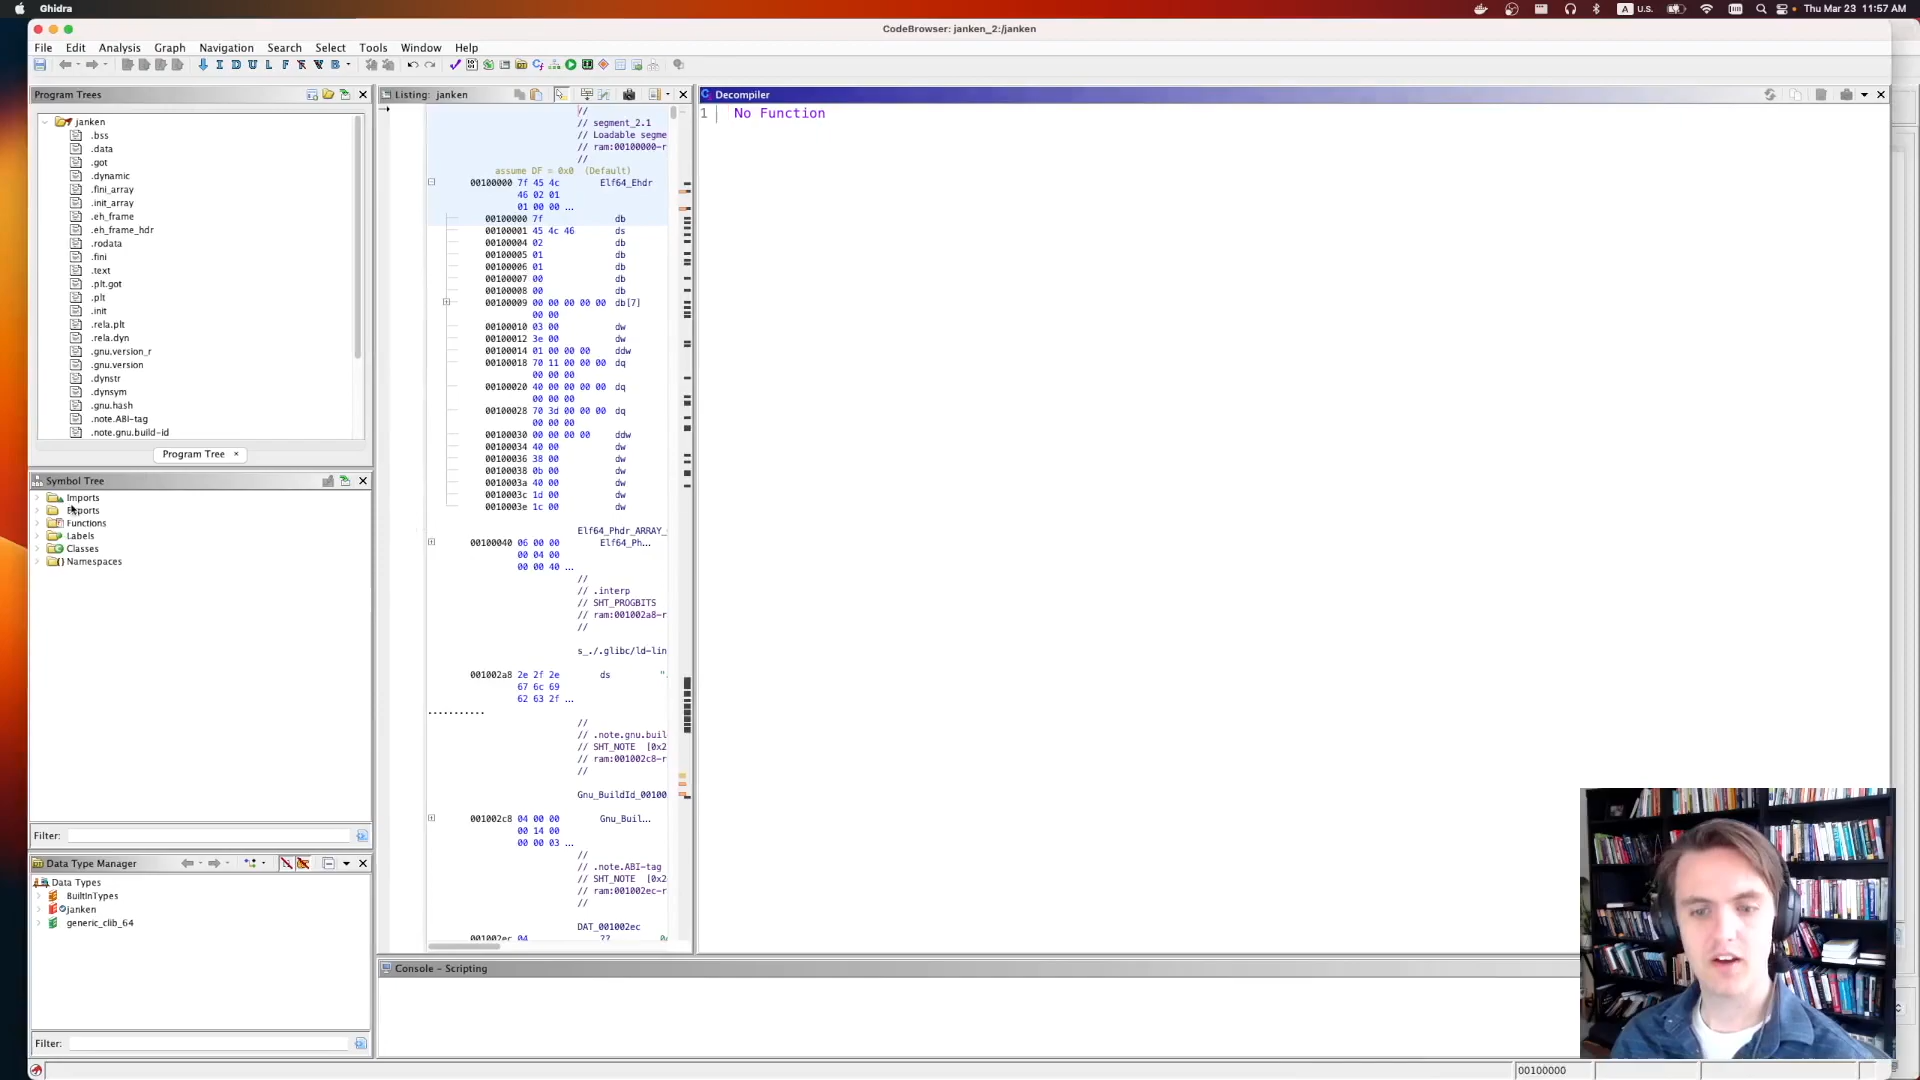 Ghidra
U.S.
Thu Mar 23 11:57 AM
CodeBrowser: janken_2:/janken
File Edit Analysis Graph Navigation Search Select Tools Window Help
I D U L F B
Program Trees
janken
.bss
.data
.got
.dynamic
.fini_array
.init_array
.eh_frame
.eh_frame_hdr
.rodata
.fini
.text
.plt.got
.plt
.init
.rela.plt
.rela.dyn
.gnu.version_r
.gnu.version
.dynstr
.dynsym
.gnu.hash
.note.ABI-tag
.note.gnu.build-id
Program Tree ×
Symbol Tree
Imports
Exports
Functions
Labels
Classes
Namespaces
Filter:
Data Type Manager
Data Types
BuiltInTypes
janken
generic_clib_64
Filter:
Listing: janken
//
// segment_2.1
// Loadable segme
// ram:00100000-r
//
assume DF = 0x0 (Default)
00100000 7f 45 4c Elf64_Ehdr
46 02 01
01 00 00 ...
00100000 7f db
00100001 45 4c 46 ds
00100004 02 db
00100005 01 db
00100006 01 db
00100007 00 db
00100008 00 db
00100009 00 00 00 00 00 db[7]
00 00
00100010 03 00 dw
00100012 3e 00 dw
00100014 01 00 00 00 ddw
00100018 70 11 00 00 00 dq
00 00 00
00100020 40 00 00 00 00 dq
00 00 00
00100028 70 3d 00 00 00 dq
00 00 00
00100030 00 00 00 00 ddw
00100034 40 00 dw
00100036 38 00 dw
00100038 0b 00 dw
0010003a 40 00 dw
0010003c 1d 00 dw
0010003e 1c 00 dw
Elf64_Phdr_ARRAY_
00100040 06 00 00 Elf64_Ph...
00 04 00
00 00 40 ...
//
// .interp
// SHT_PROGBITS
// ram:001002a8-r
//
s_./.glibc/ld-lin
001002a8 2e 2f 2e ds ".
67 6c 69
62 63 2f ...
//
// .note.gnu.buil
// SHT_NOTE [0x2
// ram:001002c8-r
//
Gnu_BuildId_00100
001002c8 04 00 00 Gnu_Buil...
00 14 00
00 00 03 ...
//
// .note.ABI-tag
// SHT_NOTE [0x2
// ram:001002ec-r
//
DAT_001002ec
001002ec 04 ??
Decompiler
1 No Function
Console - Scripting
00100000